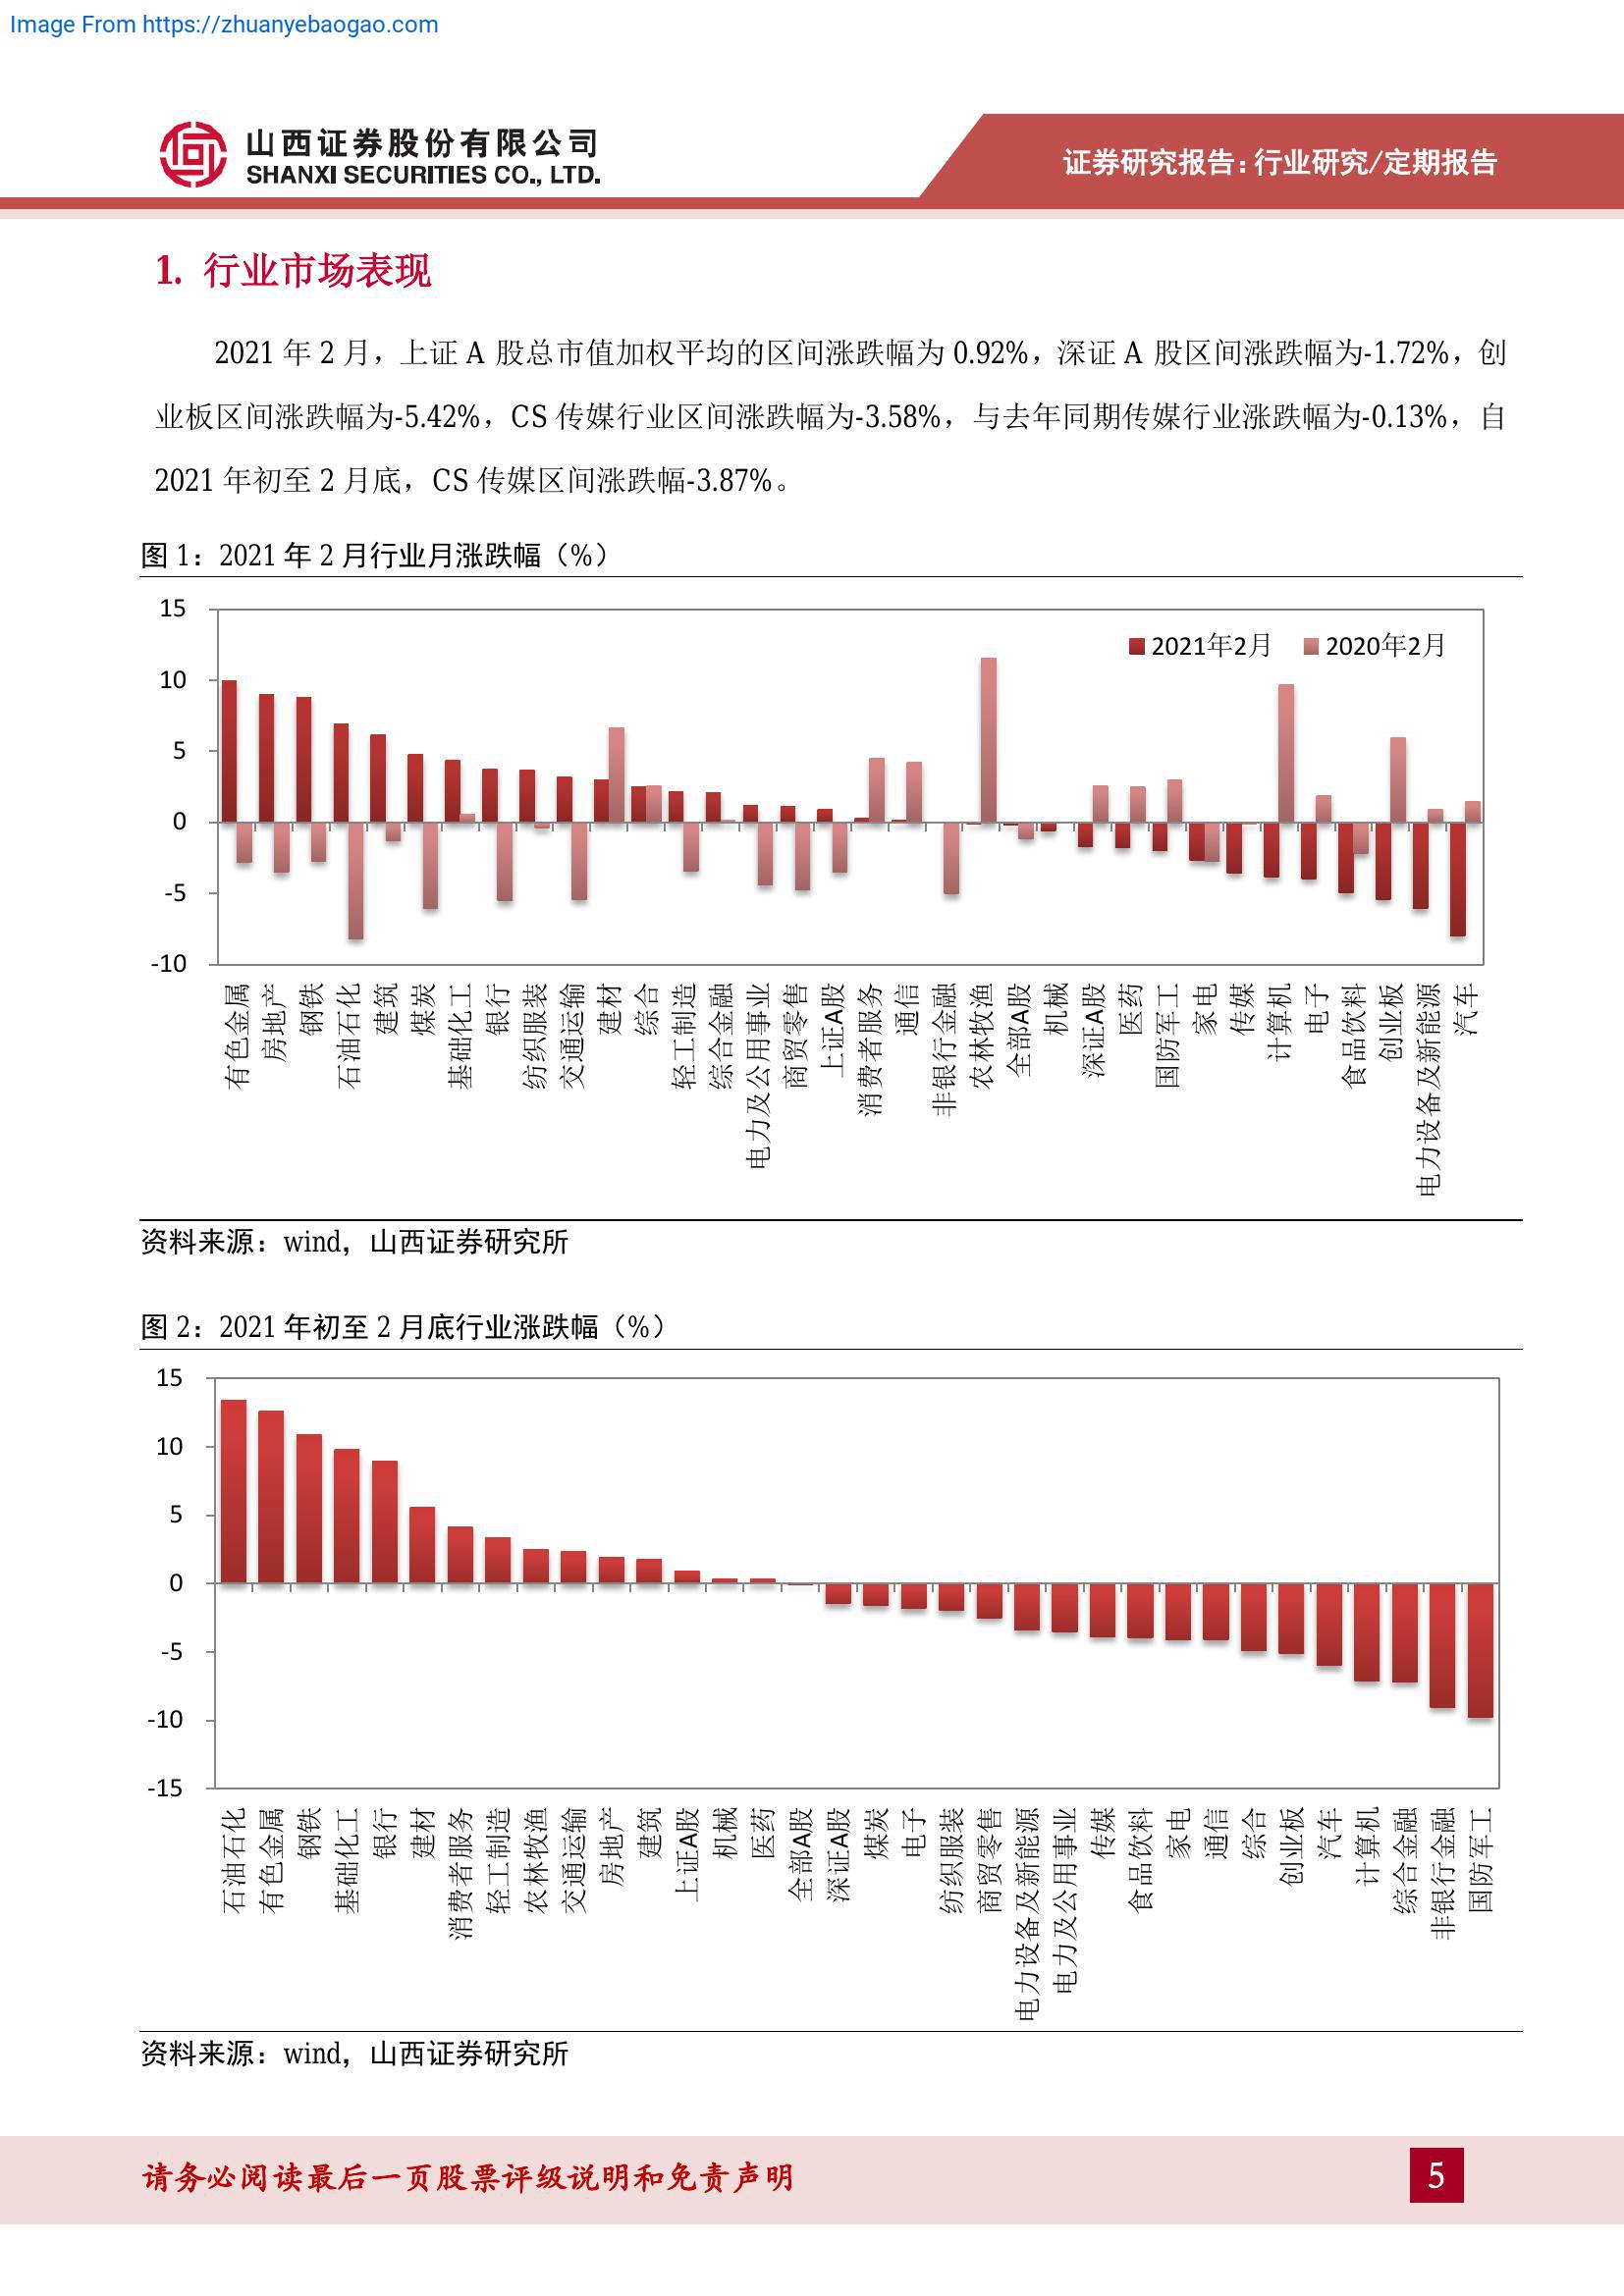 Image From https://zhuanyebaogao.com
山西证券股份有限公司
SHANXI SECURITIES CO., LTD.
证券研究报告:行业研究/定期报告
1. 行业市场表现
2021 年 2 月，上证 A 股总市值加权平均的区间涨跌幅为 0.92%，深证 A 股区间涨跌幅为-1.72%，创
业板区间涨跌幅为-5.42%，CS 传媒行业区间涨跌幅为-3.58%，与去年同期传媒行业涨跌幅为-0.13%，自
2021 年初至 2 月底，CS 传媒区间涨跌幅-3.87%。
图 1：2021 年 2 月行业月涨跌幅（%）
15
10
5
0
-5
-10
2021年2月
2020年2月
有色金属
房地产
钢铁
石油石化
建筑
煤炭
基础化工
银行
纺织服装
交通运输
建材
综合
轻工制造
综合金融
电力及公用事业
商贸零售
上证A股
消费者服务
通信
非银行金融
农林牧渔
全部A股
机械
深证A股
医药
国防军工
家电
传媒
计算机
电子
食品饮料
创业板
电力设备及新能源
汽车
资料来源：wind，山西证券研究所
图 2：2021 年初至 2 月底行业涨跌幅（%）
15
10
5
0
-5
-10
-15
石油石化
有色金属
钢铁
基础化工
银行
建材
消费者服务
轻工制造
农林牧渔
交通运输
房地产
建筑
上证A股
机械
医药
全部A股
深证A股
煤炭
电子
纺织服装
商贸零售
电力设备及新能源
电力及公用事业
传媒
食品饮料
家电
通信
综合
创业板
汽车
计算机
综合金融
非银行金融
国防军工
资料来源：wind，山西证券研究所
请务必阅读最后一页股票评级说明和免责声明
5